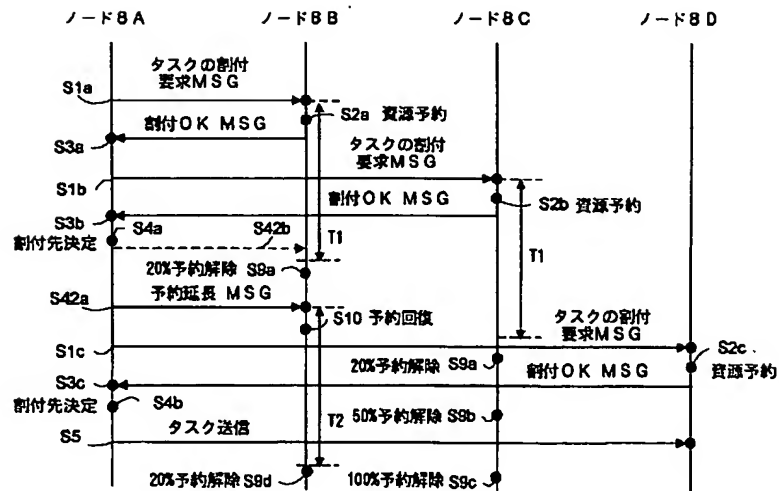 ノード8A ノード8B ノード8C ノード8D
タスクの割付
要求MSG
S1a
S2a 資源予約
割付OK MSG
S3a
タスクの割付
要求MSG
S1b
割付OK MSG
S2b 資源予約
S3b
S4a
割付先決定
S42b
T1
T1
20%予約解除 S9a
予約延長 MSG
S42a
S10 予約回復
タスクの割付
要求MSG
S1c
S2c
20%予約解除 S9a
割付OK MSG
資源予約
S3c
割付先決定
S4b
T2
50%予約解除 S9b
タスク送信
S5
20%予約解除 S9d
100%予約解除 S9c